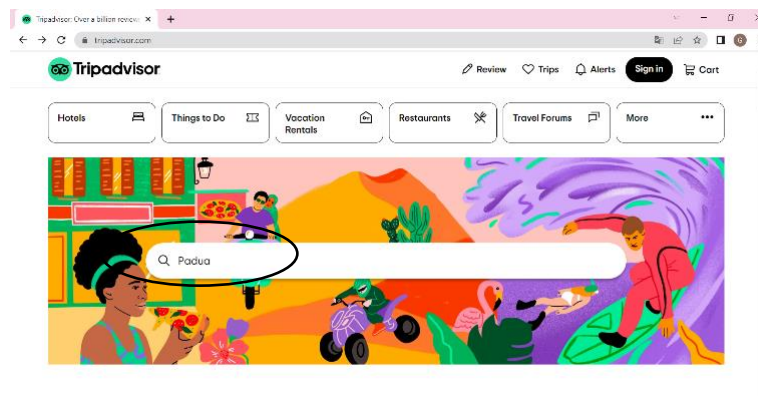 Tripadvisor: Over a billion reviews
tripadvisor.com
Tripadvisor
Review
Trips
Alerts
Sign in
Cart
Hotels
Things to Do
Vacation
Rentals
Restaurants
Travel Forums
More
Padua